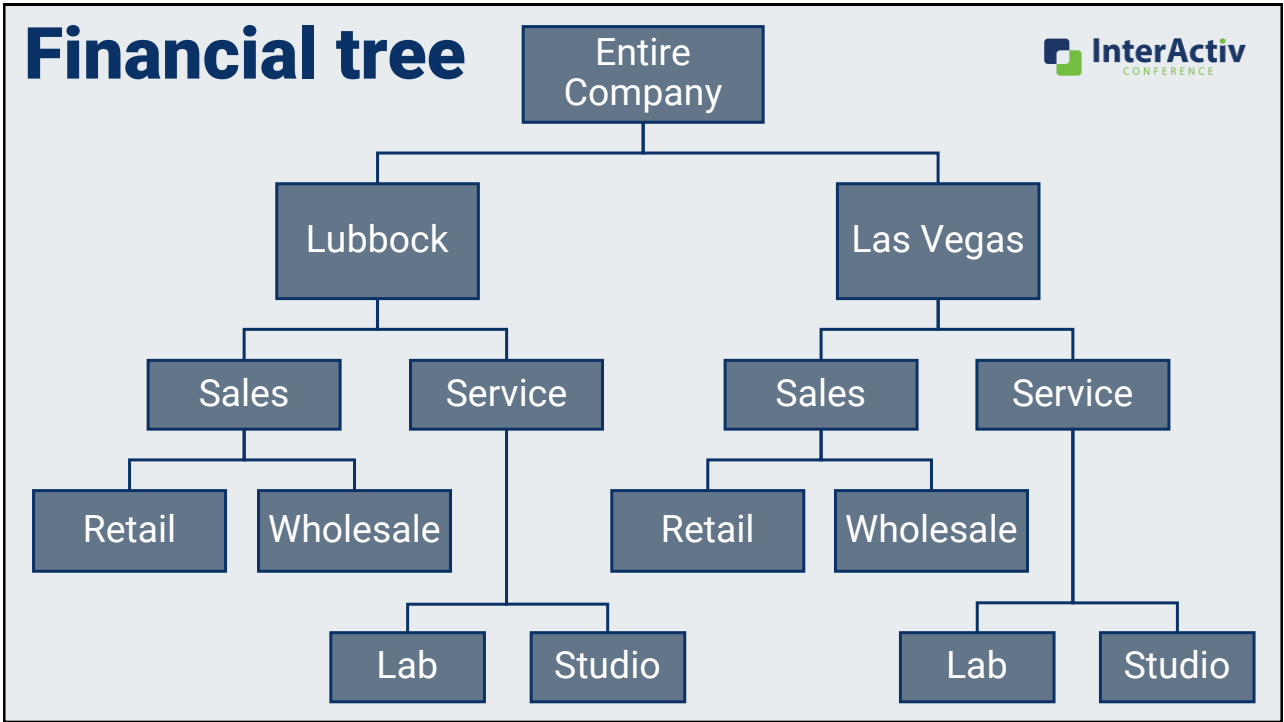 Financial tree
Entire
Company
InterActiv
CONFERENCE
Lubbock
Las Vegas
Sales
Service
Sales
Service
Retail
Wholesale
Retail
Wholesale
Lab
Studio
Lab
Studio